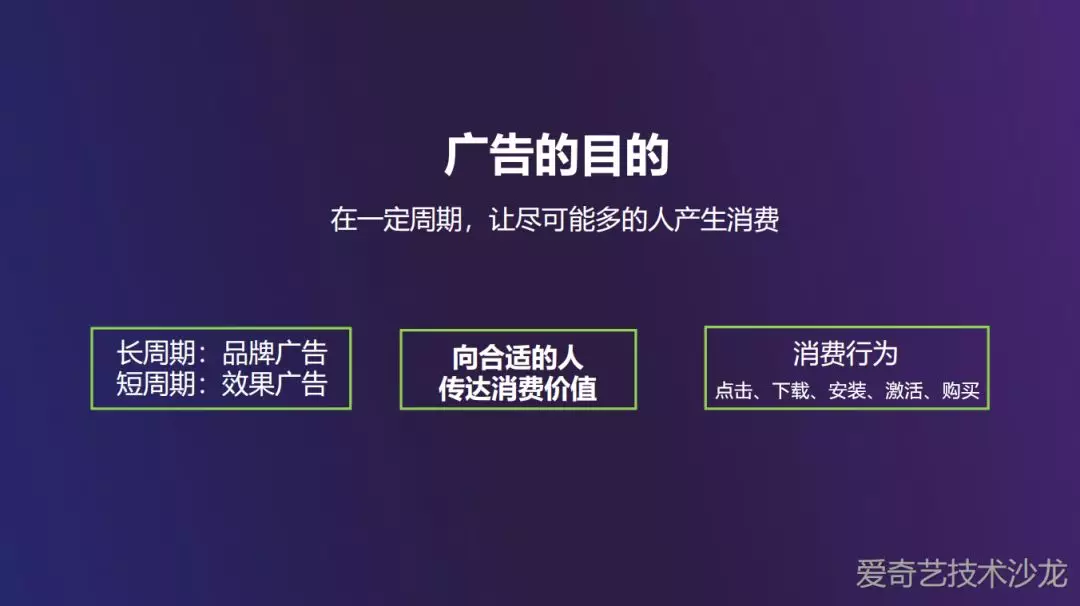 广告的目的
在一定周期，让尽可能多的人产生消费
长周期：品牌广告
短周期：效果广告
向合适的人
传达消费价值
消费行为
点击、下载、安装、激活、购买
爱奇艺技术沙龙